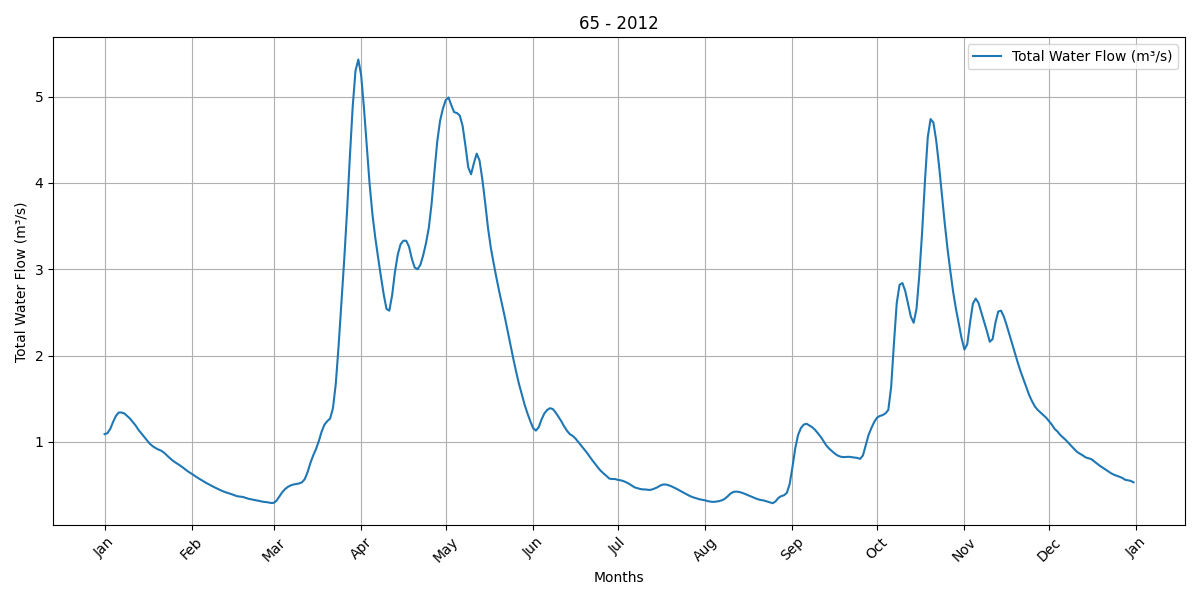 65 - 2012
Total Water Flow (m³/s)
Total Water Flow (m³/s)
5
4
3
2
1
Jan
Feb
Mar
Apr
May
Jun
Jul
Aug
Sep
Oct
Nov
Dec
Jan
Months